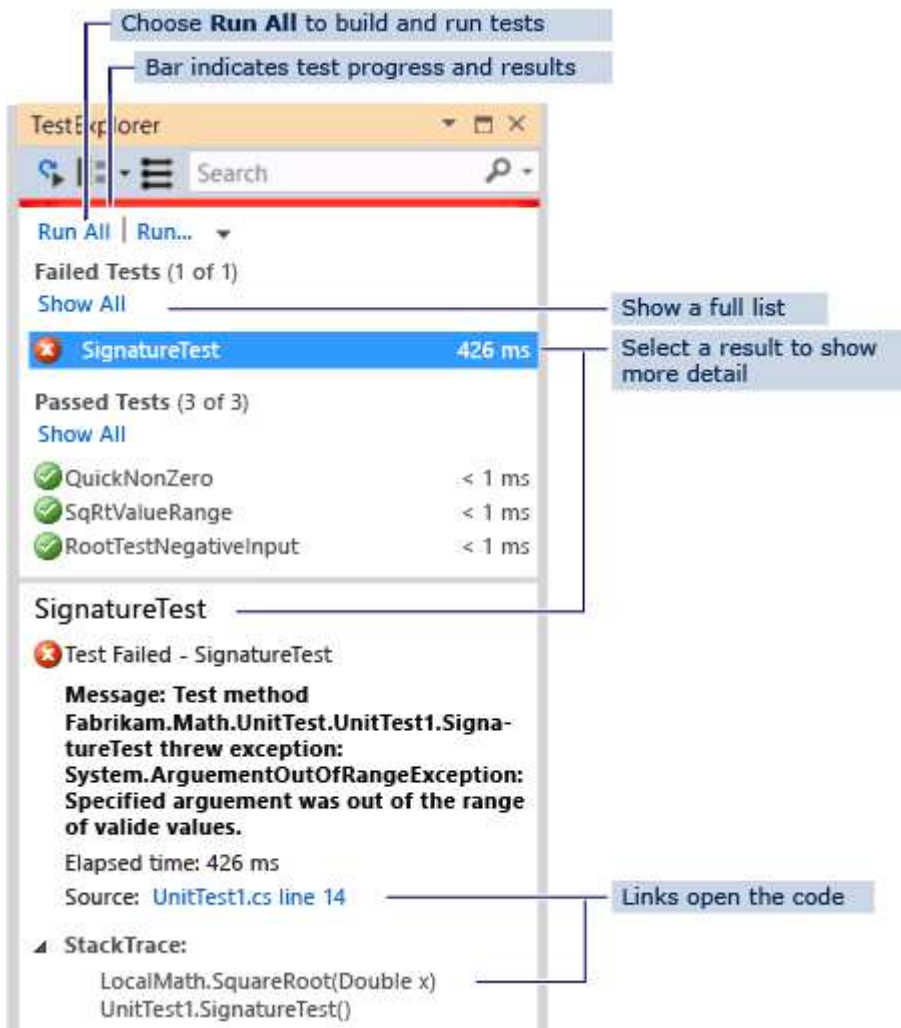 Choose Run All to build and run tests
Bar indicates test progress and results
Test Explorer
Search
Run All | Run...
Failed Tests (1 of 1)
Show All
Show a full list
SignatureTest 426 ms
Select a result to show
more detail
Passed Tests (3 of 3)
Show All
QuickNonZero < 1 ms
SqRtValueRange < 1 ms
RootTestNegativeInput < 1 ms
SignatureTest
Test Failed - SignatureTest
Message: Test method
Fabrikam.Math.UnitTest.UnitTest1.Signa-
tureTest threw exception:
System.ArguementOutOfRangeException:
Specified arguement was out of the range
of valide values.
Elapsed time: 426 ms
Source: UnitTest1.cs line 14
Links open the code
StackTrace:
LocalMath.SquareRoot(Double x)
UnitTest1.SignatureTest()